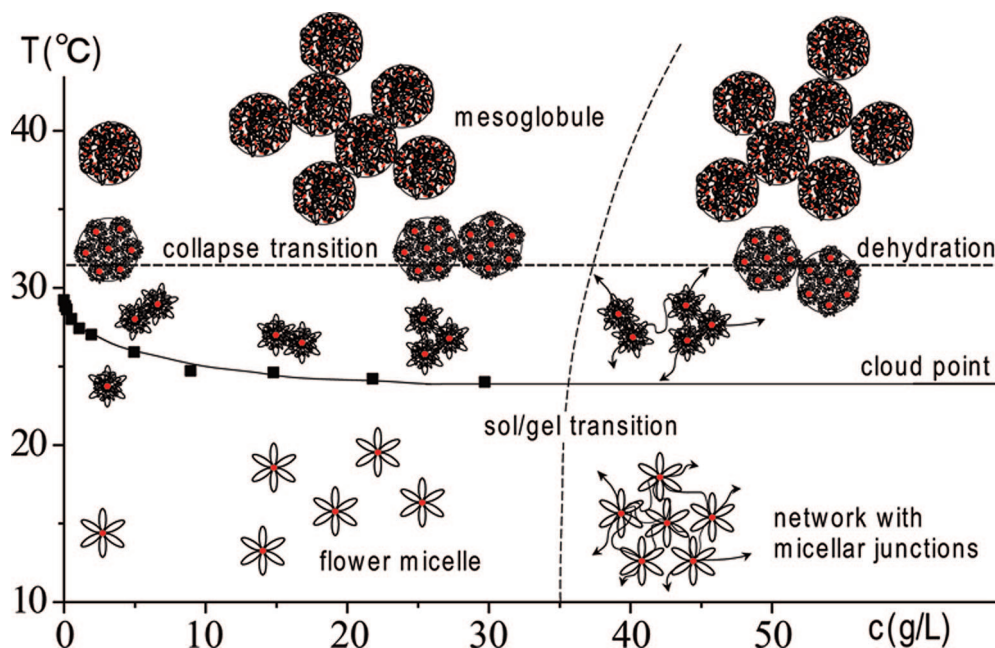 T(°C)
mesoglobule
40
collapse transition
dehydration
30
cloud point
sol/gel transition
20
network with
micellar junctions
flower micelle
10
0
10
20
30
40
50
c(g/L)